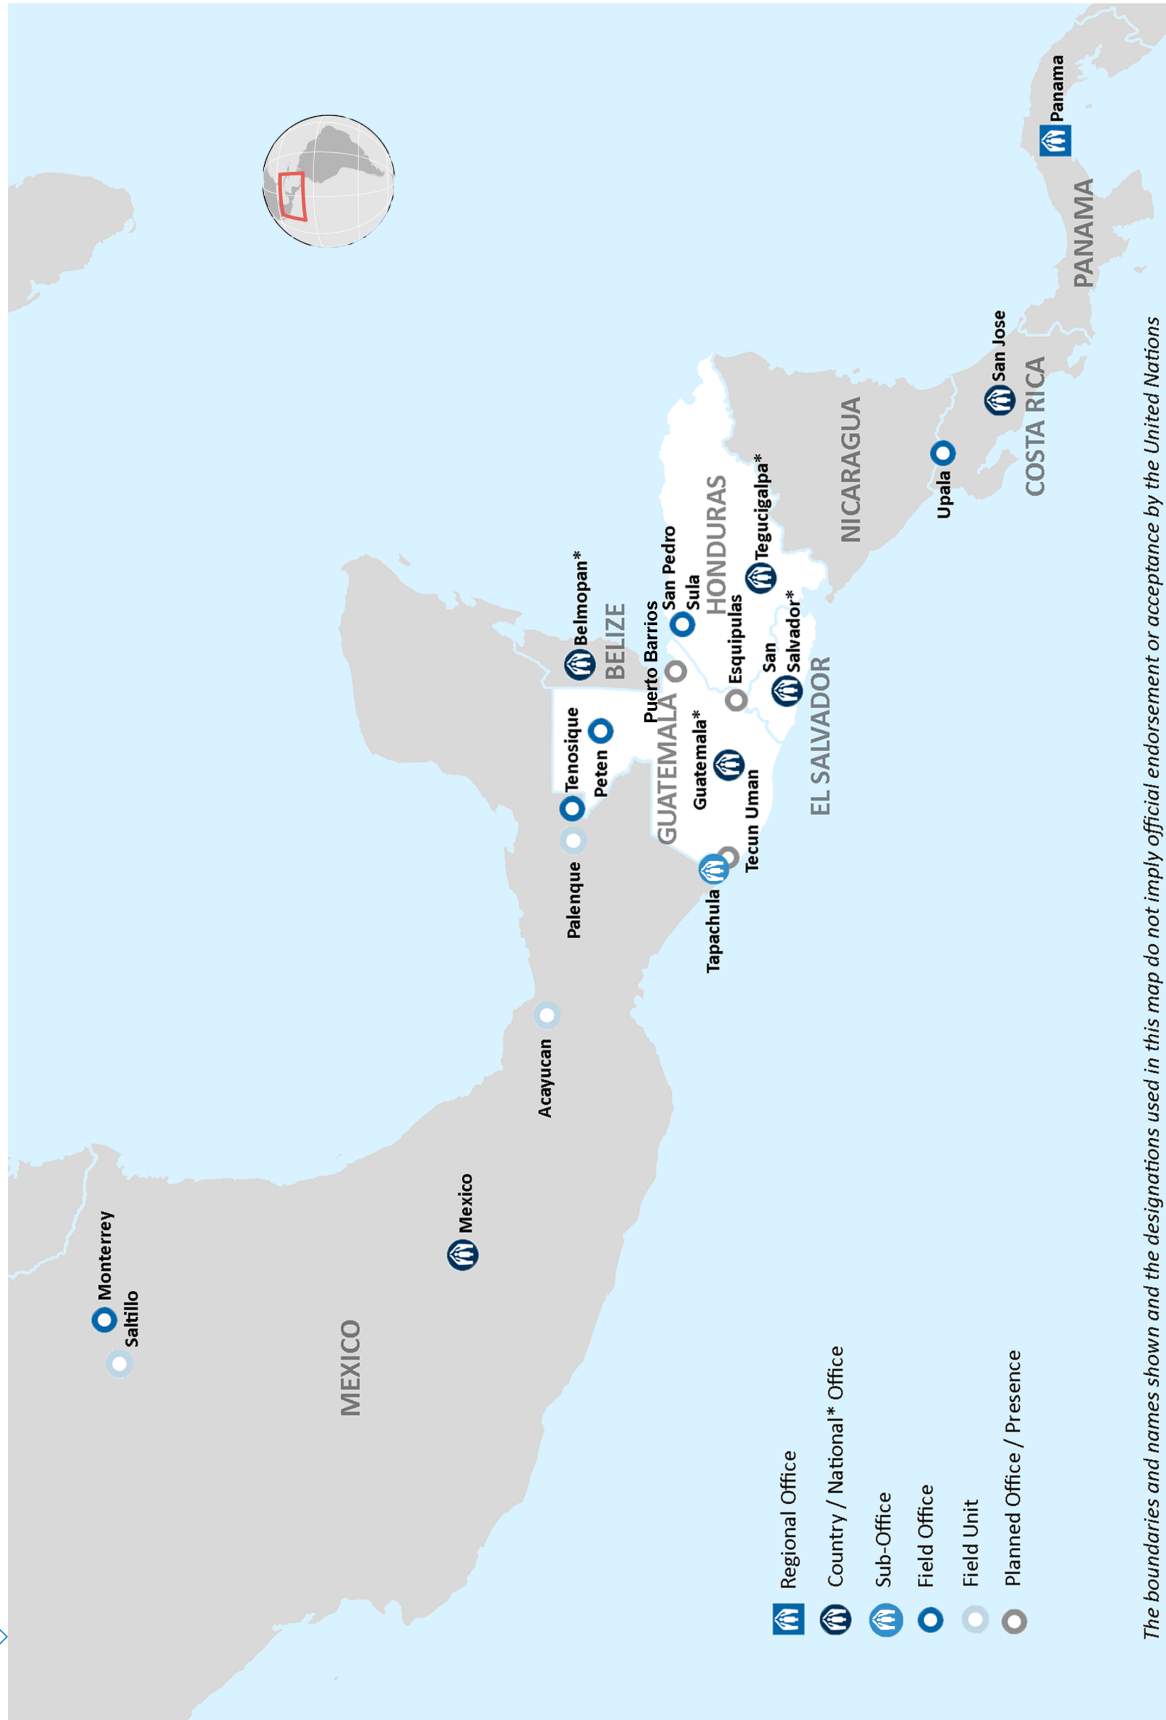 Monterrey
Saltillo
MEXICO
Mexico
Acayucan
Palenque
Tenosique
Peten
Belmopan*
BELIZE
Puerto Barrios
San Pedro
Sula
GUATEMALA
Guatemala*
HONDURAS
Esquipulas
Tegucigalpa*
San
Salvador*
EL SALVADOR
Tapachula
Tecun Uman
NICARAGUA
Upala
San Jose
COSTA RICA
PANAMA
Panama
Regional Office
Country / National* Office
Sub-Office
Field Office
Field Unit
Planned Office / Presence
The boundaries and names shown and the designations used in this map do not imply official endorsement or acceptance by the United Nations